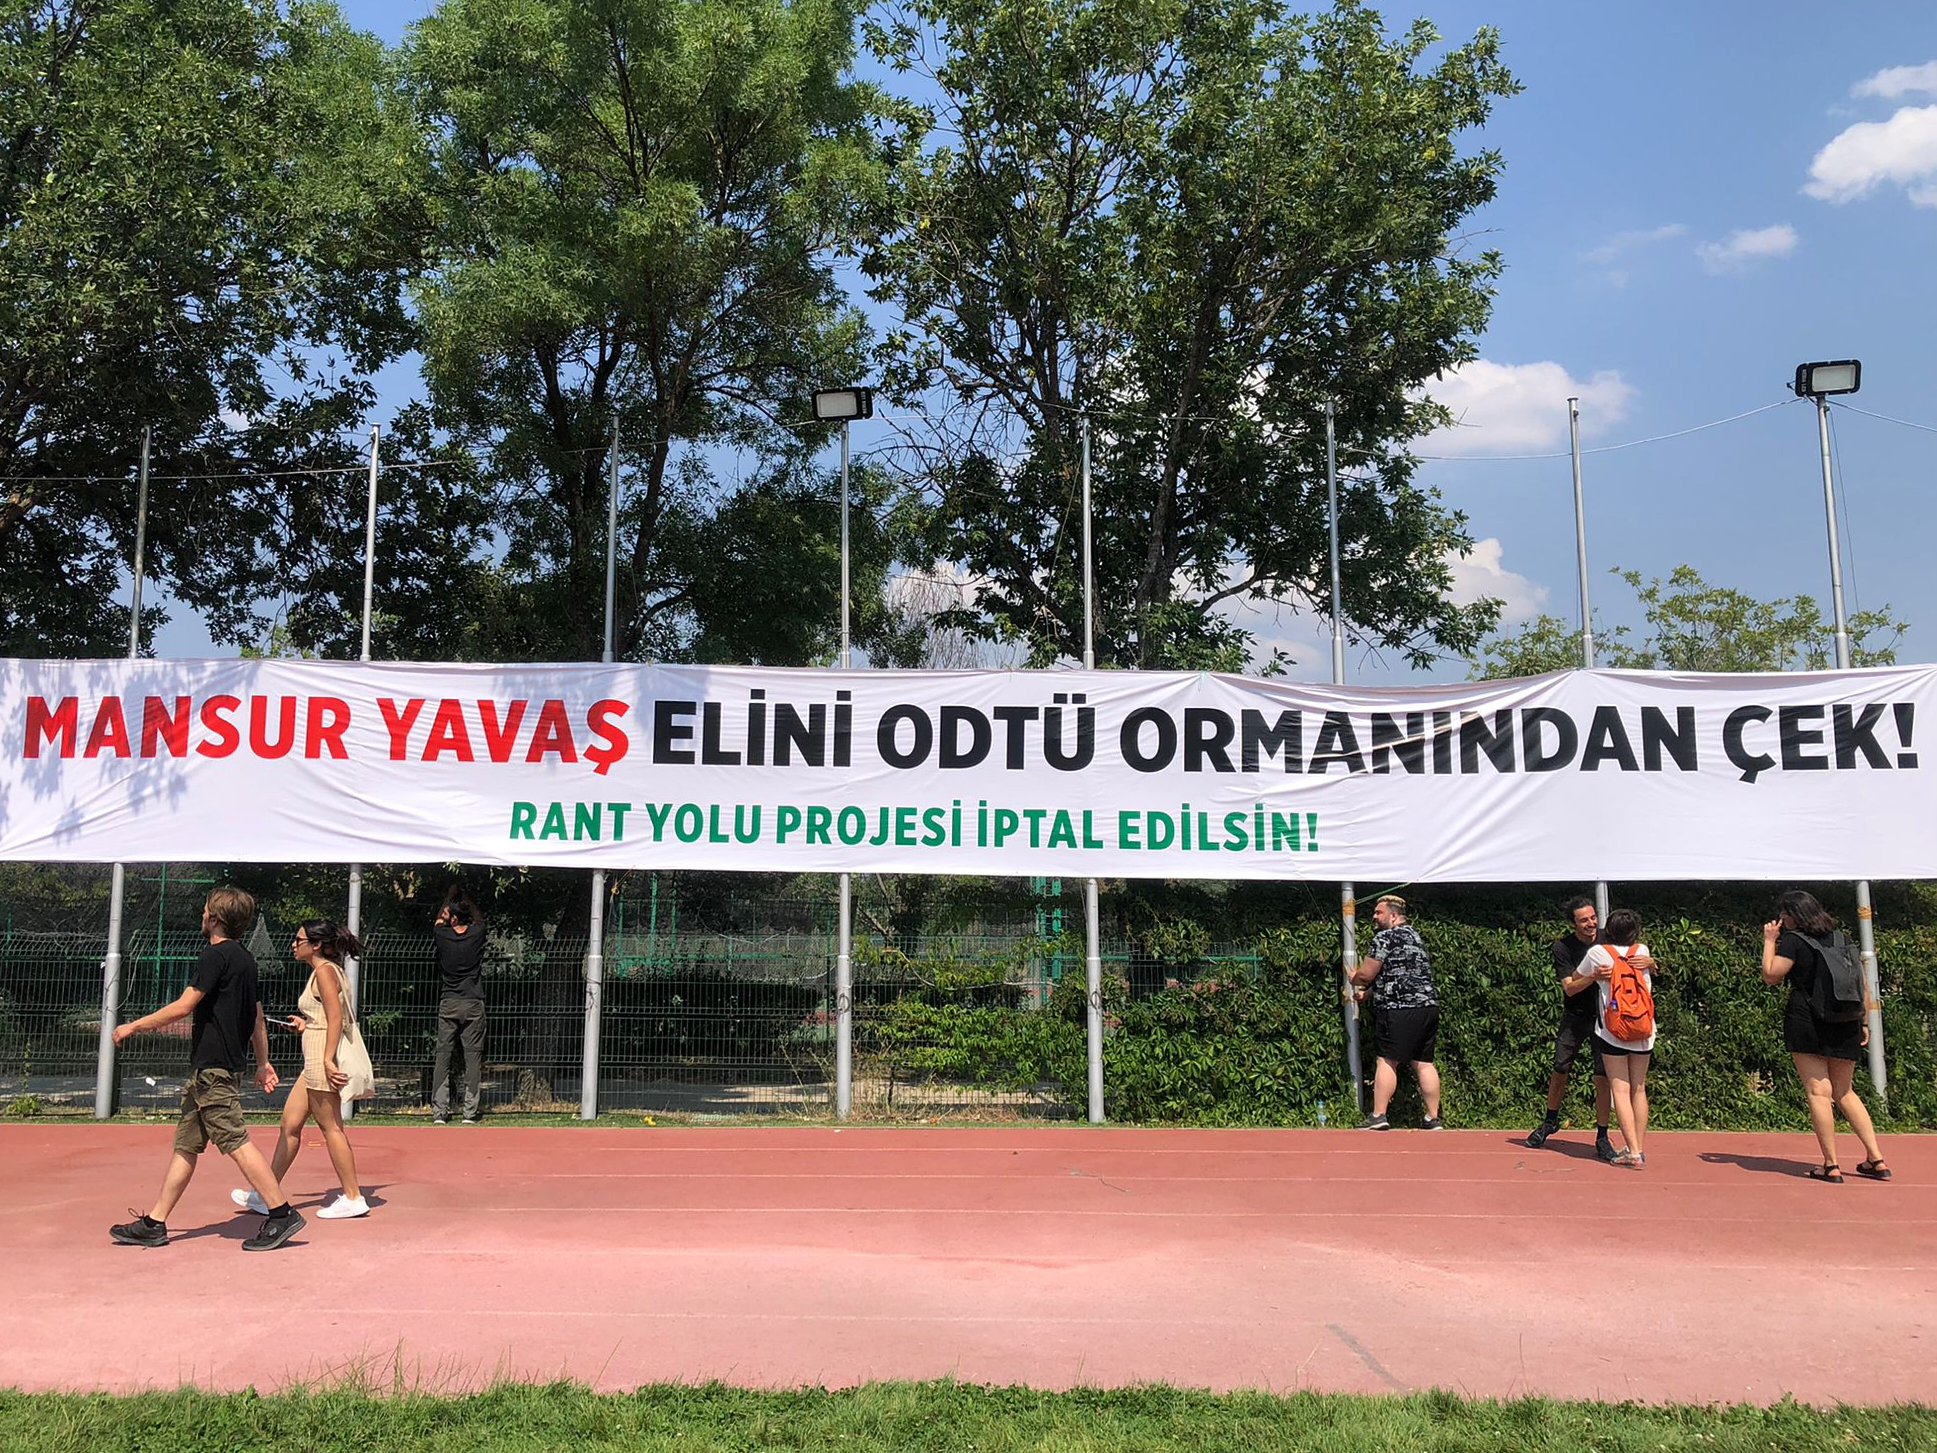 MANSUR YAVAŞ ELİNİ ODTÜ ORMANINDAN ÇEK!
RANT YOLU PROJESİ İPTAL EDİLSİN!